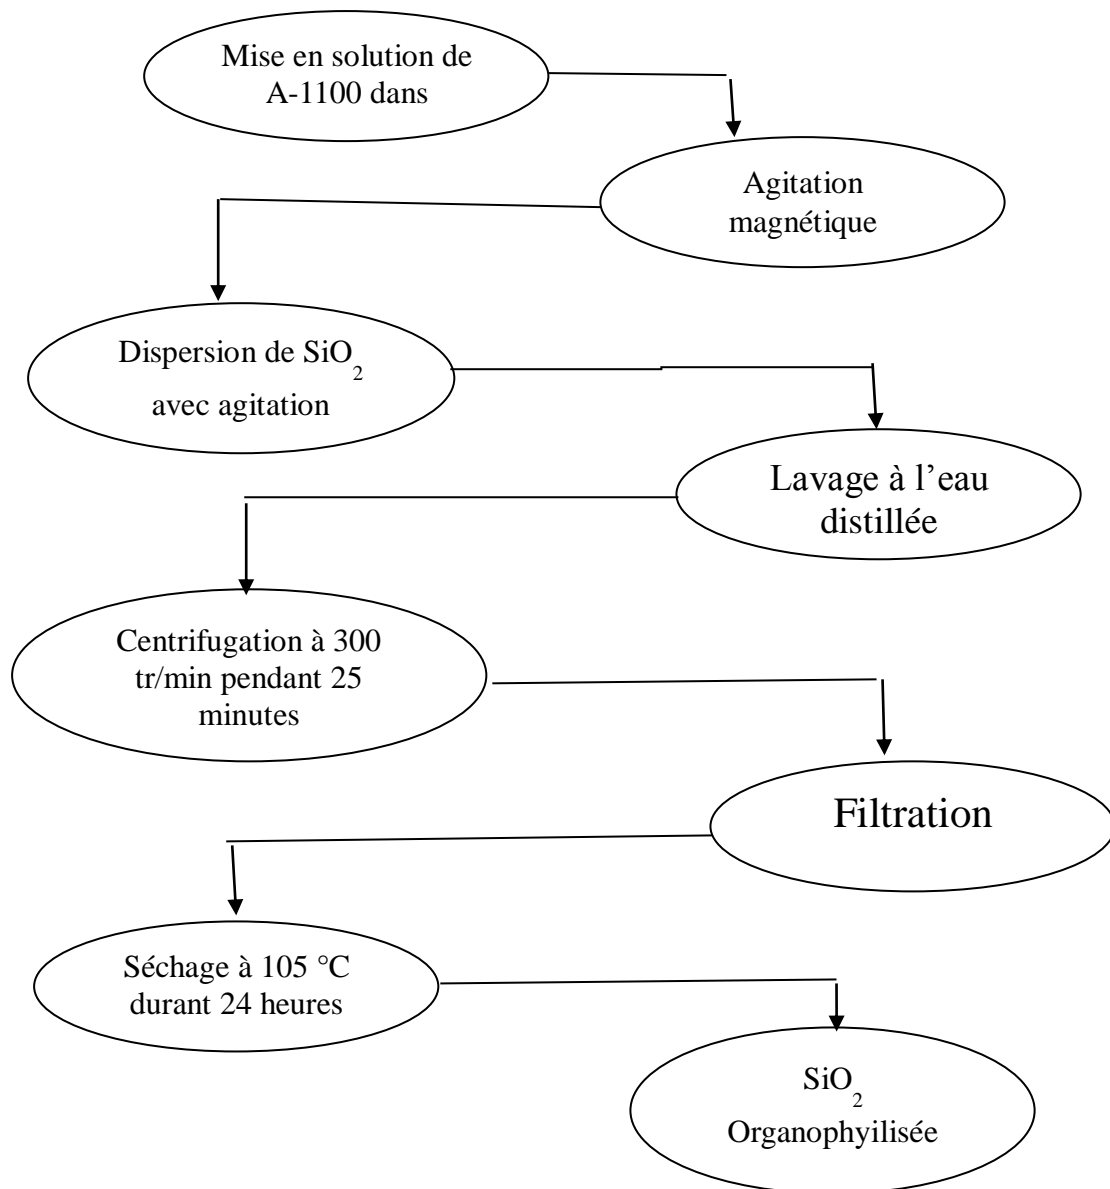 Mise en solution de
A-1100 dans
Agitation
magnétique
Dispersion de SiO₂
avec agitation
Lavage à l’eau
distillée
Centrifugation à 300
tr/min pendant 25
minutes
Filtration
Séchage à 105 °C
durant 24 heures
SiO₂
Organophyilisée